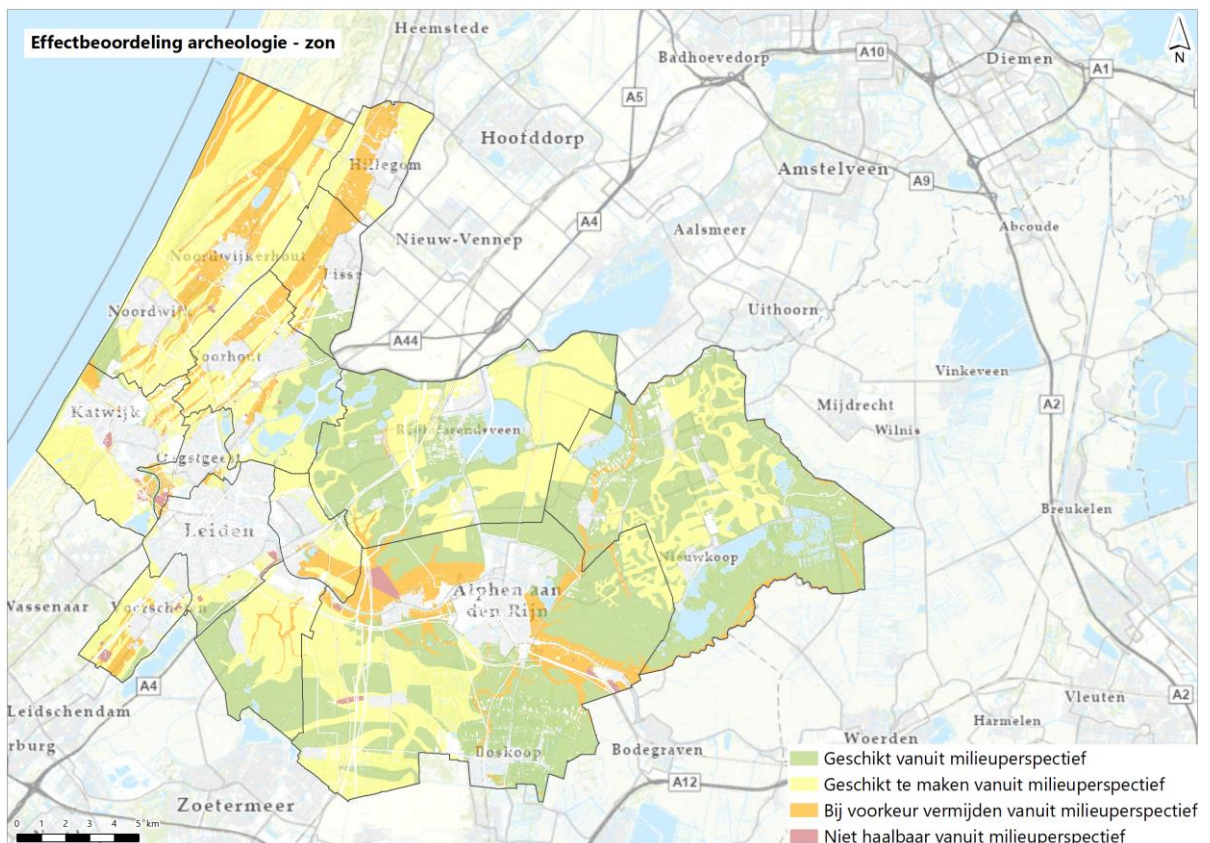 Effectbeoordeling archeologie - zon
Heemstede
Badhoevedorp
A10
Diemen
A1
N
A5
Hoofddorp
Hillegom
Amstelveen
A9
A4
Abcoude
Nieuw-Vennep
Aalsmeer
Noordwijkerhout
Lisse
Noordwijk
Uithoorn
A44
Voorhout
Vinkeveen
Katwijk
Mijdrecht
A2
Wilnis
Oegstgeest
Leiden
Breukelen
Nieuwkoop
Wassenaar
Voorschoten
Alphen aan
den Rijn
A4
Vleuten
A2
Leidschendam
Harmelen
rburg
Woerden
Boskoop
Bodegraven
A12
Zoetermeer
Geschikt vanuit milieuperspectief
Geschikt te maken vanuit milieuperspectief
Bij voorkeur vermijden vanuit milieuperspectief
Niet haalbaar vanuit milieuperspectief
0 1 2 3 4 5 km